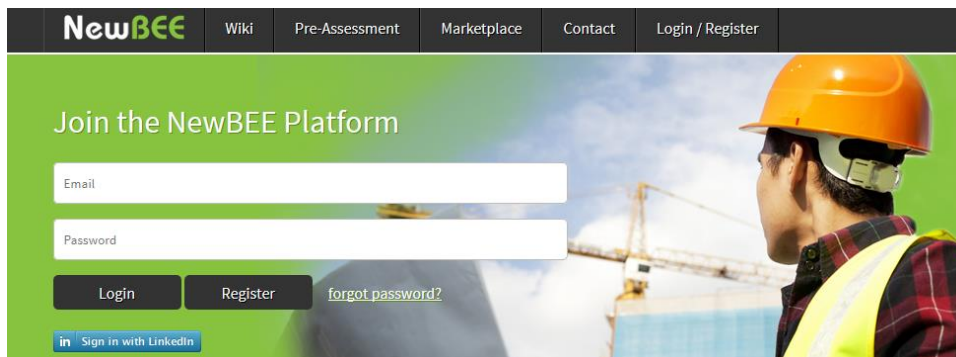 NewBEE Wiki Pre-Assessment Marketplace Contact Login / Register
Join the NewBEE Platform
Email
Password
Login Register forgot password?
in Sign in with LinkedIn